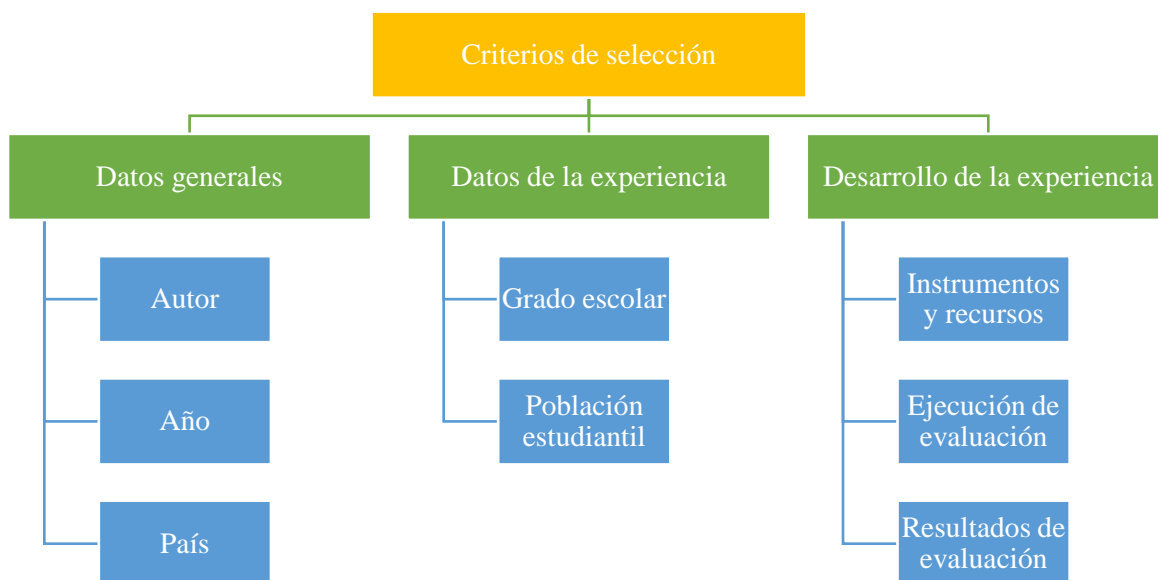 Criterios de selección
Datos generales
Autor
Año
País
Datos de la experiencia
Grado escolar
Población
estudiantil
Desarrollo de la experiencia
Instrumentos
y recursos
Ejecución de
evaluación
Resultados de
evaluación